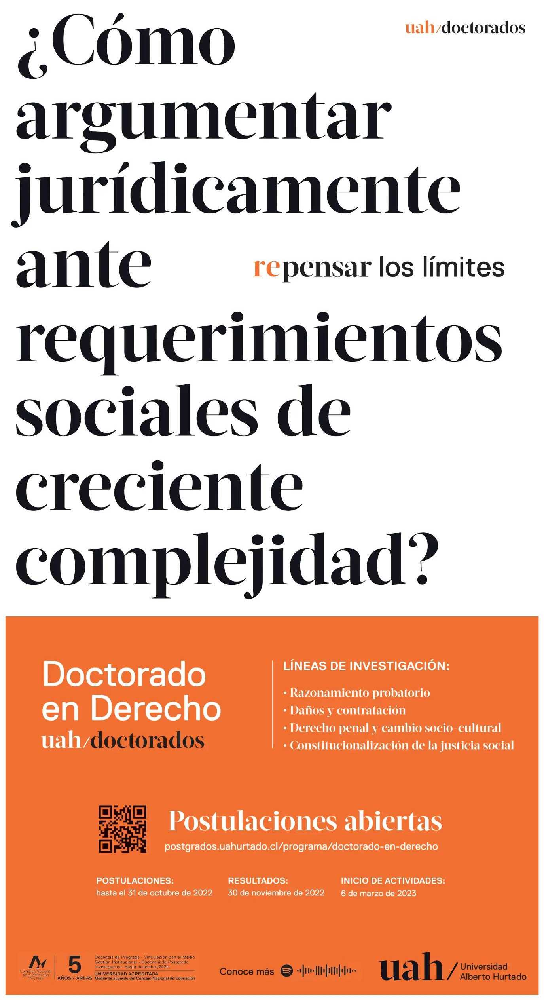 uah/doctorados
¿Cómo
argumentar
jurídicamente
ante
repensar los límites
requerimientos
sociales de
creciente
complejidad?
Doctorado
en Derecho
uah/doctorados
LÍNEAS DE INVESTIGACIÓN:
• Razonamiento probatorio
• Daños y contratación
• Derecho penal y cambio socio-cultural
• Constitucionalización de la justicia social
Postulaciones abiertas
postgrados.uahurtado.cl/programa/doctorado-en-derecho
POSTULACIONES:
hasta el 31 de octubre de 2022
RESULTADOS:
30 de noviembre de 2022
INICIO DE ACTIVIDADES:
6 de marzo de 2023
Comisión Nacional
de Acreditación
CNA-Chile
5
AÑOS / ÁREAS
Docencia de Pregrado • Vinculación con el Medio
Gestión Institucional • Docencia de Postgrado
Investigación. Hasta diciembre 2024.
UNIVERSIDAD ACREDITADA
Mediante acuerdo del Consejo Nacional de Educación
Conoce más
uah/
Universidad
Alberto Hurtado